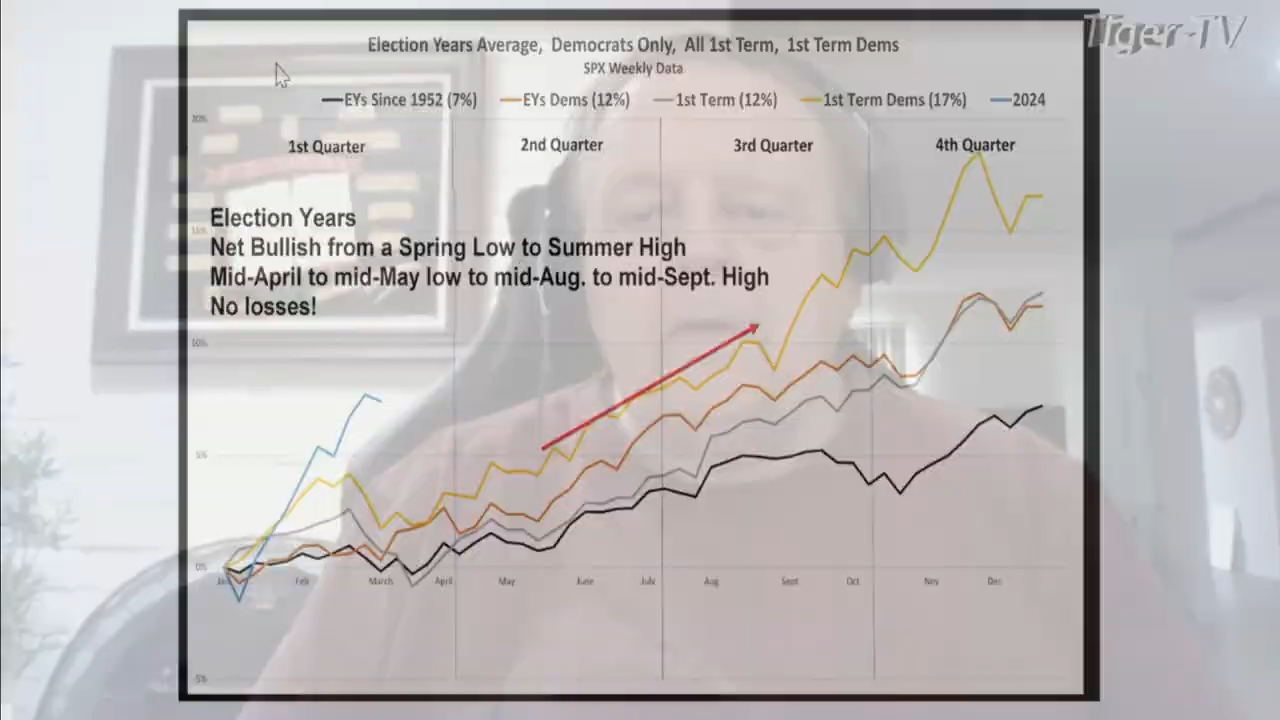 TIger-TV
Election Years Average, Democrats Only, All 1st Term, 1st Term Dems
SPX Weekly Data
EYs Since 1952 (7%) EYs Dems (12%) 1st Term (12%) 1st Term Dems (17%) 2024
20%
1st Quarter 2nd Quarter 3rd Quarter 4th Quarter
Election Years
15%
Net Bullish from a Spring Low to Summer High
Mid-April to mid-May low to mid-Aug. to mid-Sept. High
No losses!
10%
5%
0%
Jan Feb March April May June July Aug Sept Oct Nov Dec
-5%